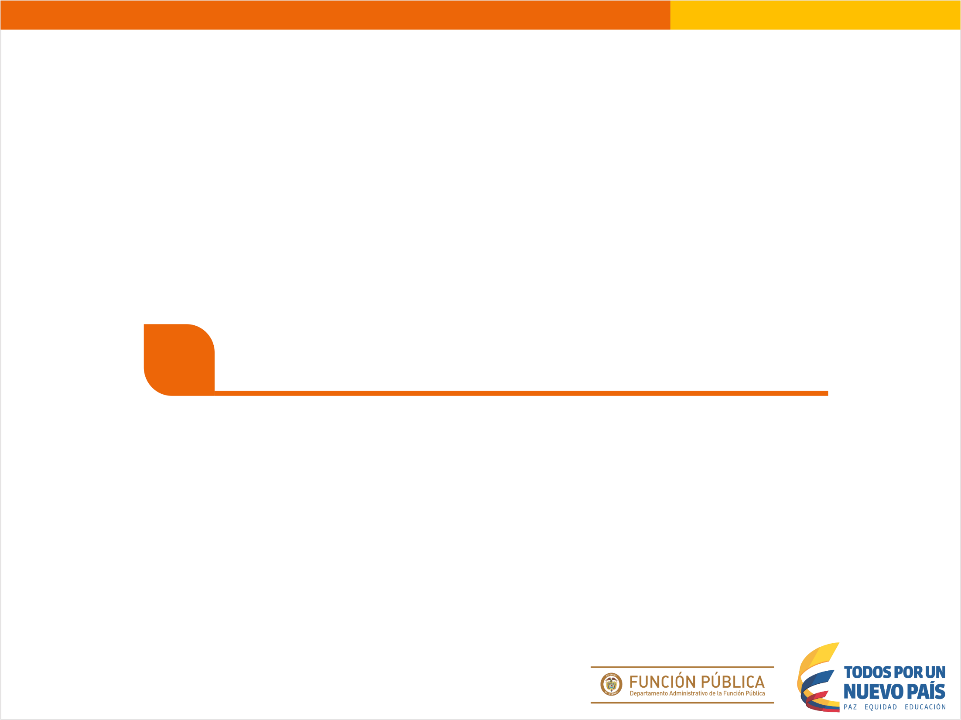 FUNCIÓN PÚBLICA
Departamento Administrativo de la Función Pública
TODOS POR UN
NUEVO PAÍS
PAZ EQUIDAD EDUCACIÓN